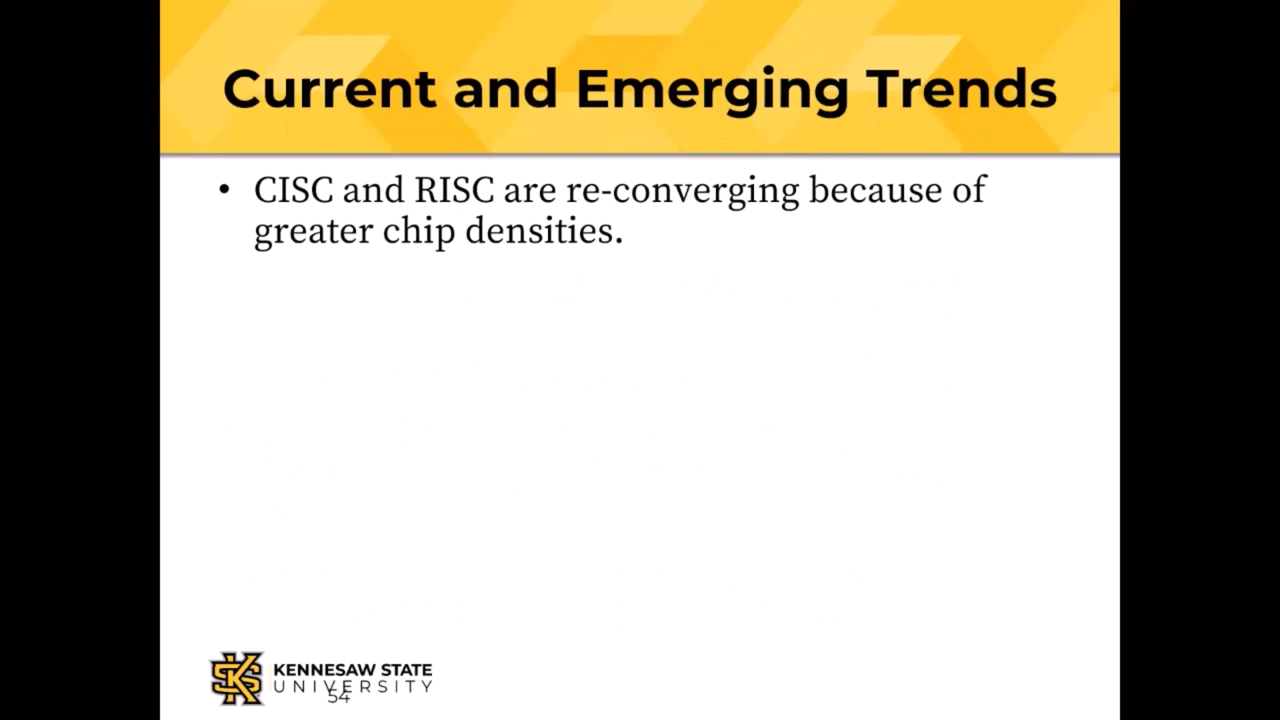 Current and Emerging Trends
• CISC and RISC are re-converging because of
greater chip densities.
KENNESAW STATE
UNIVERSITY
54